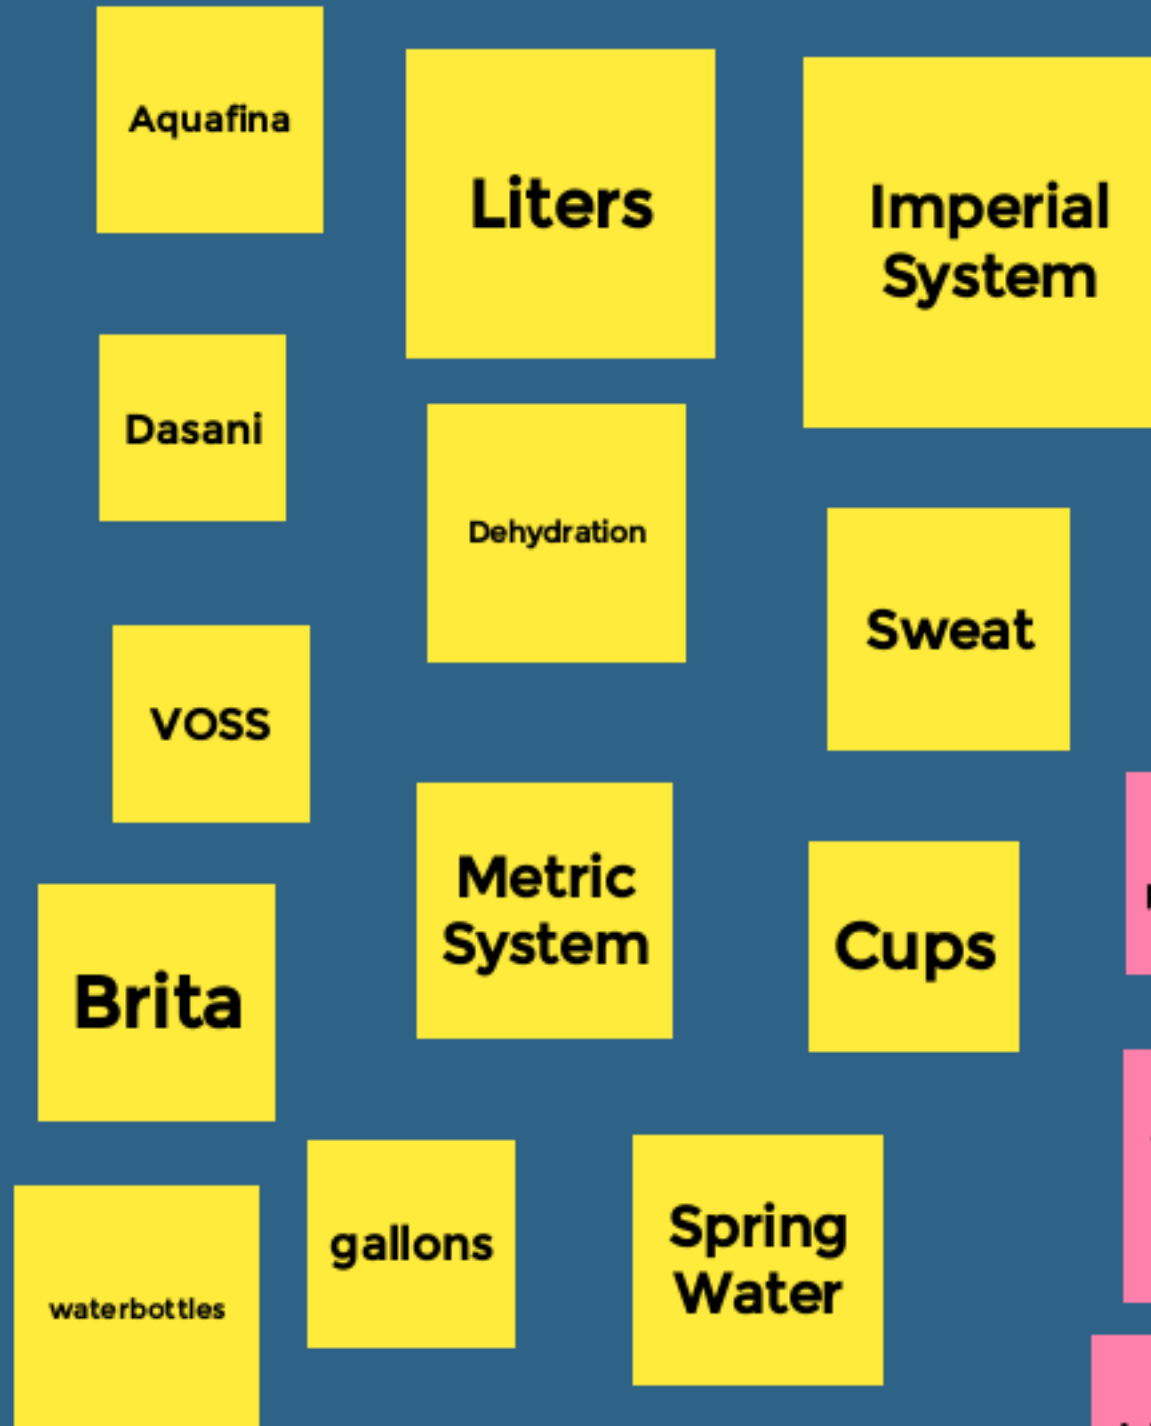 Aquafina
Liters
Imperial
System
Dasani
Dehydration
Sweat
VOSS
Metric
System
Cups
Brita
gallons
Spring
Water
waterbottles